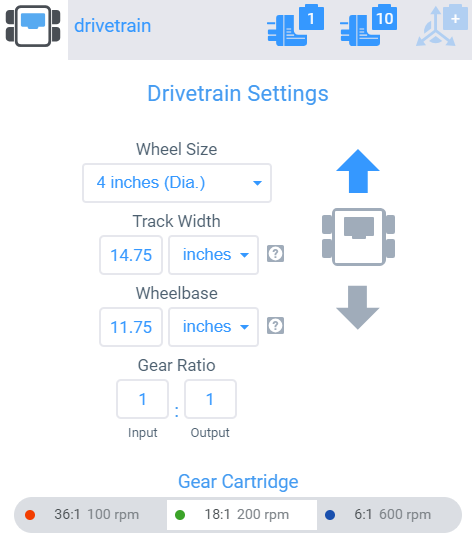 drivetrain 1 10 +
Drivetrain Settings
Wheel Size
4 inches (Dia.)
Track Width
14.75 inches ?
Wheelbase
11.75 inches ?
Gear Ratio
1 : 1
Input Output
Gear Cartridge
36:1 100 rpm 18:1 200 rpm 6:1 600 rpm